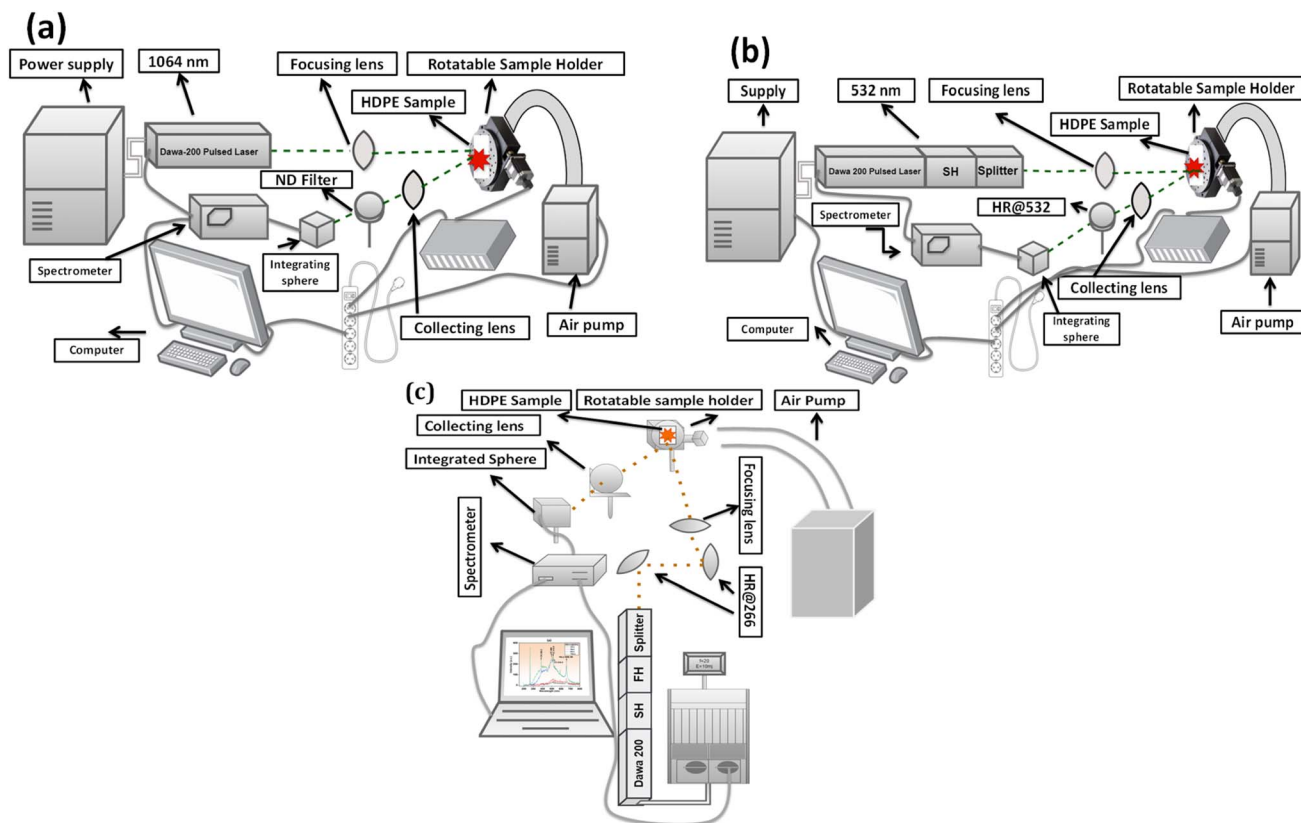 (a)
Power supply
1064 nm
Focusing lens
Rotatable Sample Holder
HDPE Sample
Dawa-200 Pulsed Laser
ND Filter
Spectrometer
Integrating
sphere
Collecting lens
Air pump
Computer
(b)
Supply
532 nm
Focusing lens
Rotatable Sample Holder
HDPE Sample
Dawa 200 Pulsed Laser
SH
Splitter
Spectrometer
HR@532
Collecting lens
Integrating
sphere
Air pump
Computer
(c)
HDPE Sample
Rotatable sample holder
Air Pump
Collecting lens
Integrated Sphere
Focusing lens
Spectrometer
HR@266
Splitter
FH
SH
Dawa 200